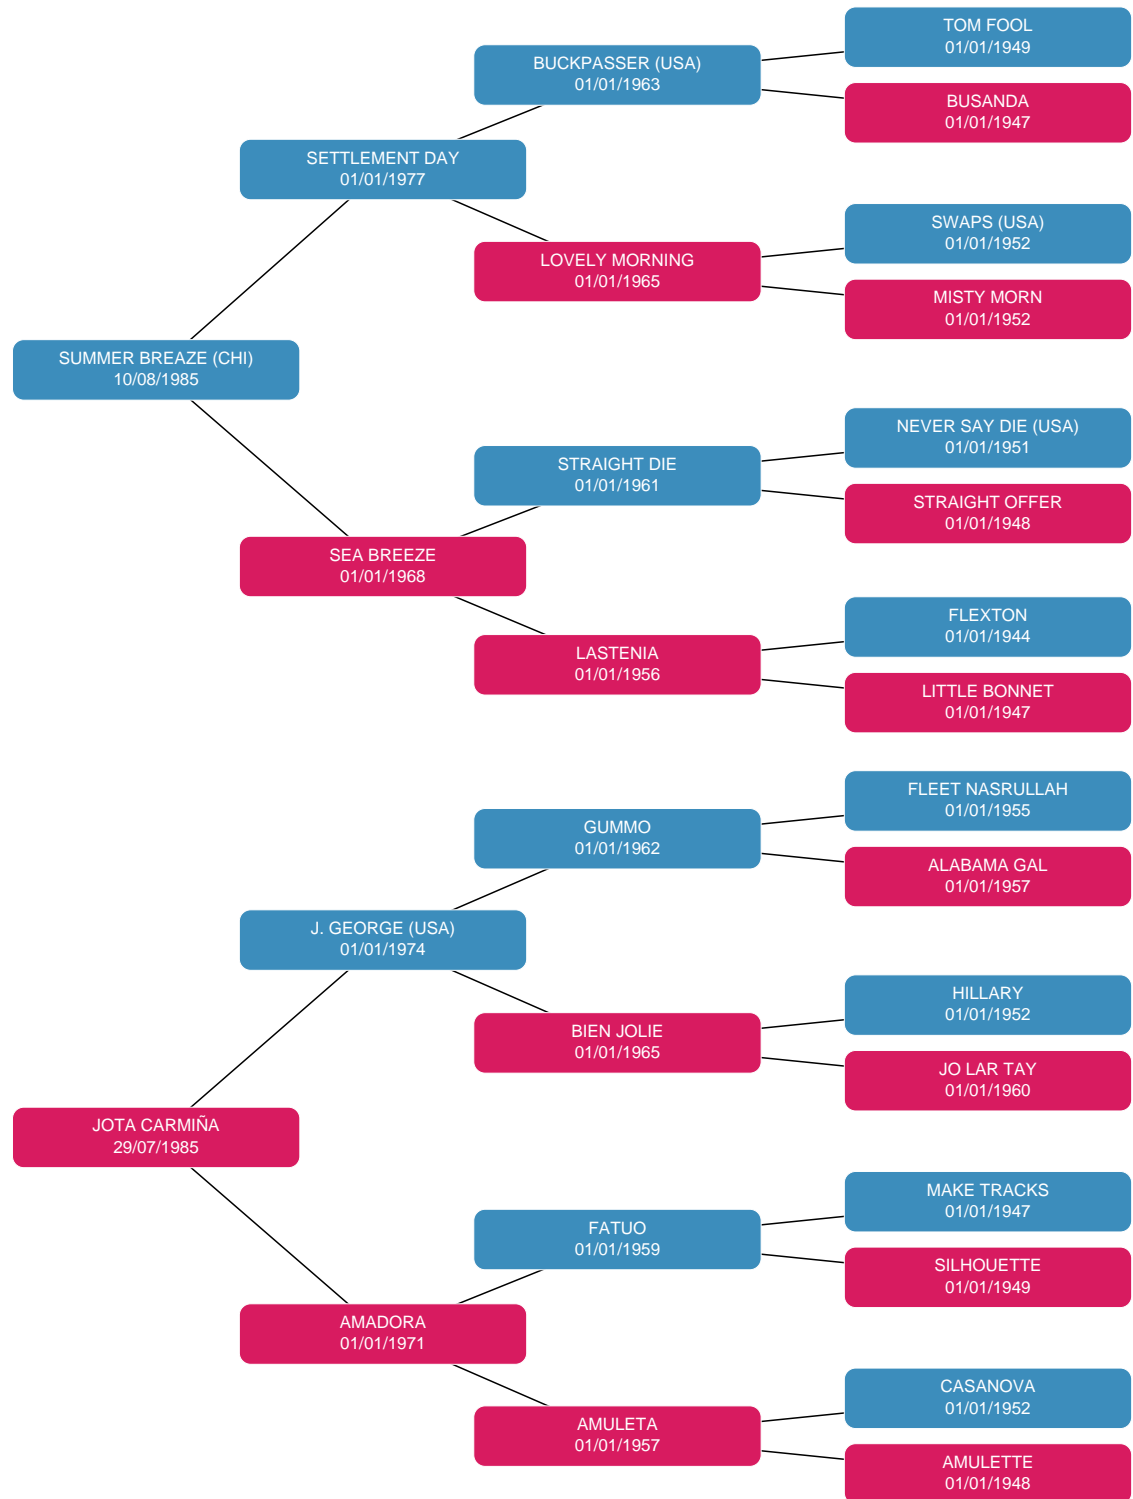 TOM FOOL
01/01/1949
BUCKPASSER (USA)
01/01/1963
BUSANDA
01/01/1947
SETTLEMENT DAY
01/01/1977
SWAPS (USA)
01/01/1952
LOVELY MORNING
01/01/1965
MISTY MORN
01/01/1952
SUMMER BREAZE (CHI)
10/08/1985
NEVER SAY DIE (USA)
01/01/1951
STRAIGHT DIE
01/01/1961
STRAIGHT OFFER
01/01/1948
SEA BREEZE
01/01/1968
FLEXTON
01/01/1944
LASTENIA
01/01/1956
LITTLE BONNET
01/01/1947
FLEET NASRULLAH
01/01/1955
GUMMO
01/01/1962
ALABAMA GAL
01/01/1957
J. GEORGE (USA)
01/01/1974
HILLARY
01/01/1952
BIEN JOLIE
01/01/1965
JO LAR TAY
01/01/1960
JOTA CARMIÑA
29/07/1985
MAKE TRACKS
01/01/1947
FATUO
01/01/1959
SILHOUETTE
01/01/1949
AMADORA
01/01/1971
CASANOVA
01/01/1952
AMULETA
01/01/1957
AMULETTE
01/01/1948